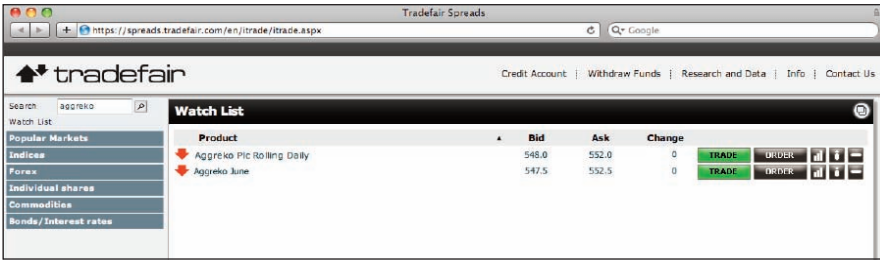 Tradefair Spreads
https://spreads.tradefair.com/en/itrade/itrade.aspx
Google
tradefair
Credit Account | Withdraw Funds | Research and Data | Info | Contact Us
Search aggreko
Watch List
Popular Markets
Indices
Forex
Individual shares
Commodities
Bonds/Interest rates
Watch List
Product Bid Ask Change
Aggreko Plc Rolling Daily 548.0 552.0 0 TRADE ORDER
Aggreko June 547.5 552.5 0 TRADE ORDER